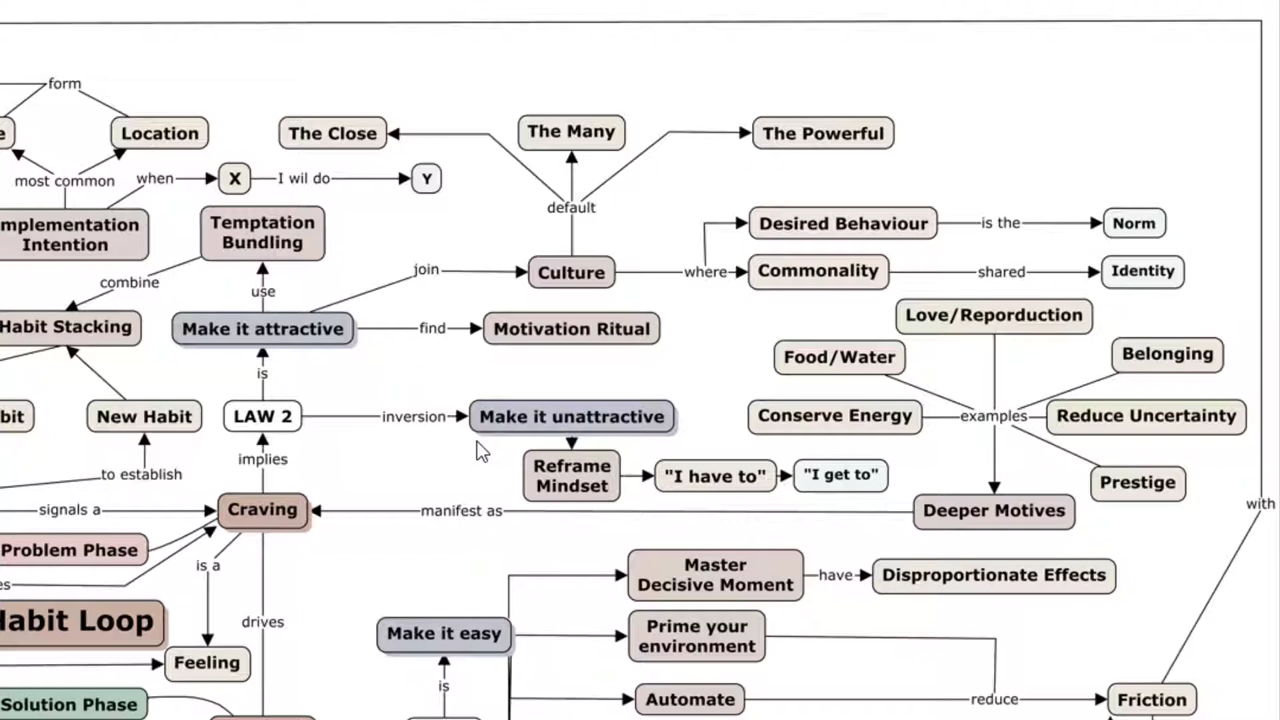 form
e
Location
The Close
The Many
The Powerful
most common
when
X
I wil do
Y
default
mplementation
Intention
Temptation
Bundling
Desired Behaviour
is the
Norm
join
Culture
where
Commonality
shared
Identity
combine
use
Love/Reporduction
Habit Stacking
Make it attractive
find
Motivation Ritual
Food/Water
Belonging
is
bit
New Habit
LAW 2
inversion
Make it unattractive
Conserve Energy
examples
Reduce Uncertainty
implies
to establish
Reframe
Mindset
"I have to"
"I get to"
Prestige
signals a
Craving
manifest as
Deeper Motives
with
Problem Phase
is a
Master
Decisive Moment
have
Disproportionate Effects
es
Habit Loop
drives
Make it easy
Prime your
environment
Feeling
is
Solution Phase
Automate
reduce
Friction